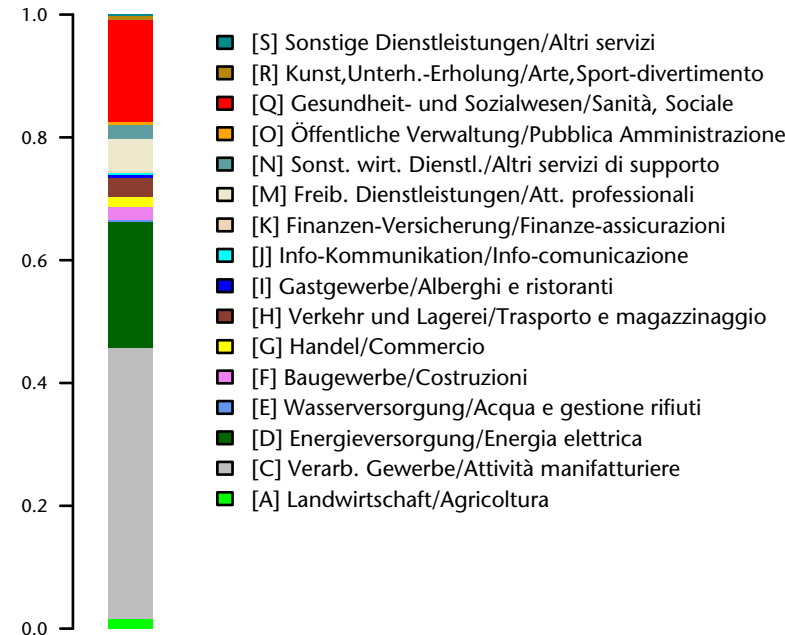 1.0
0.8
0.6
0.4
0.2
0.0
[S] Sonstige Dienstleistungen/Altri servizi
[R] Kunst,Unterh.-Erholung/Arte,Sport-divertimento
[Q] Gesundheit- und Sozialwesen/Sanità, Sociale
[O] Öffentliche Verwaltung/Pubblica Amministrazione
[N] Sonst. wirt. Dienstl./Altri servizi di supporto
[M] Freib. Dienstleistungen/Att. professionali
[K] Finanzen-Versicherung/Finanze-assicurazioni
[J] Info-Kommunikation/Info-comunicazione
[I] Gastgewerbe/Alberghi e ristoranti
[H] Verkehr und Lagerei/Trasporto e magazzinaggio
[G] Handel/Commercio
[F] Baugewerbe/Costruzioni
[E] Wasserversorgung/Acqua e gestione rifiuti
[D] Energieversorgung/Energia elettrica
[C] Verarb. Gewerbe/Attività manifatturiere
[A] Landwirtschaft/Agricoltura